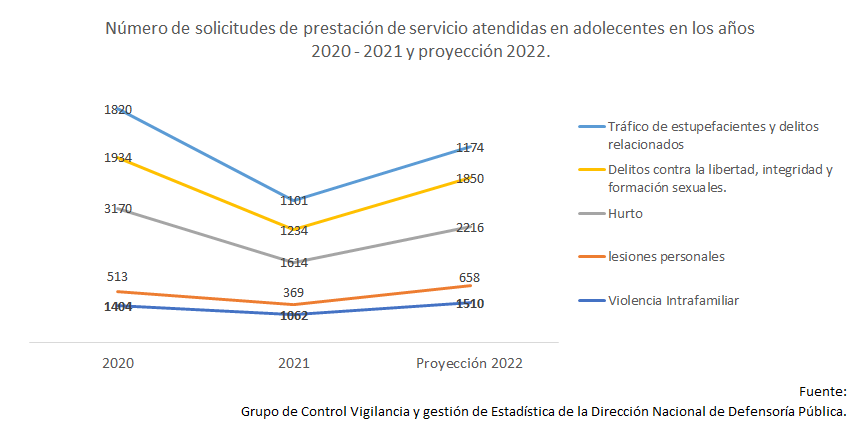 Número de solicitudes de prestación de servicio atendidas en adolecentes en los años
2020 - 2021 y proyección 2022.
1820
1934
3170
513
1404
1101
1234
1614
369
1062
1174
1850
2216
658
1510
2020
2021
Proyección 2022
Tráfico de estupefacientes y delitos
relacionados
Delitos contra la libertad, integridad y
formación sexuales.
Hurto
lesiones personales
Violencia Intrafamiliar
Fuente:
Grupo de Control Vigilancia y gestión de Estadística de la Dirección Nacional de Defensoría Pública.